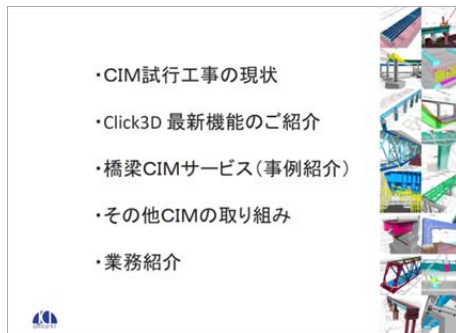 ・CIM試行工事の現状
・Click3D 最新機能のご紹介
・橋梁CIMサービス（事例紹介）
・その他CIMの取り組み
・業務紹介